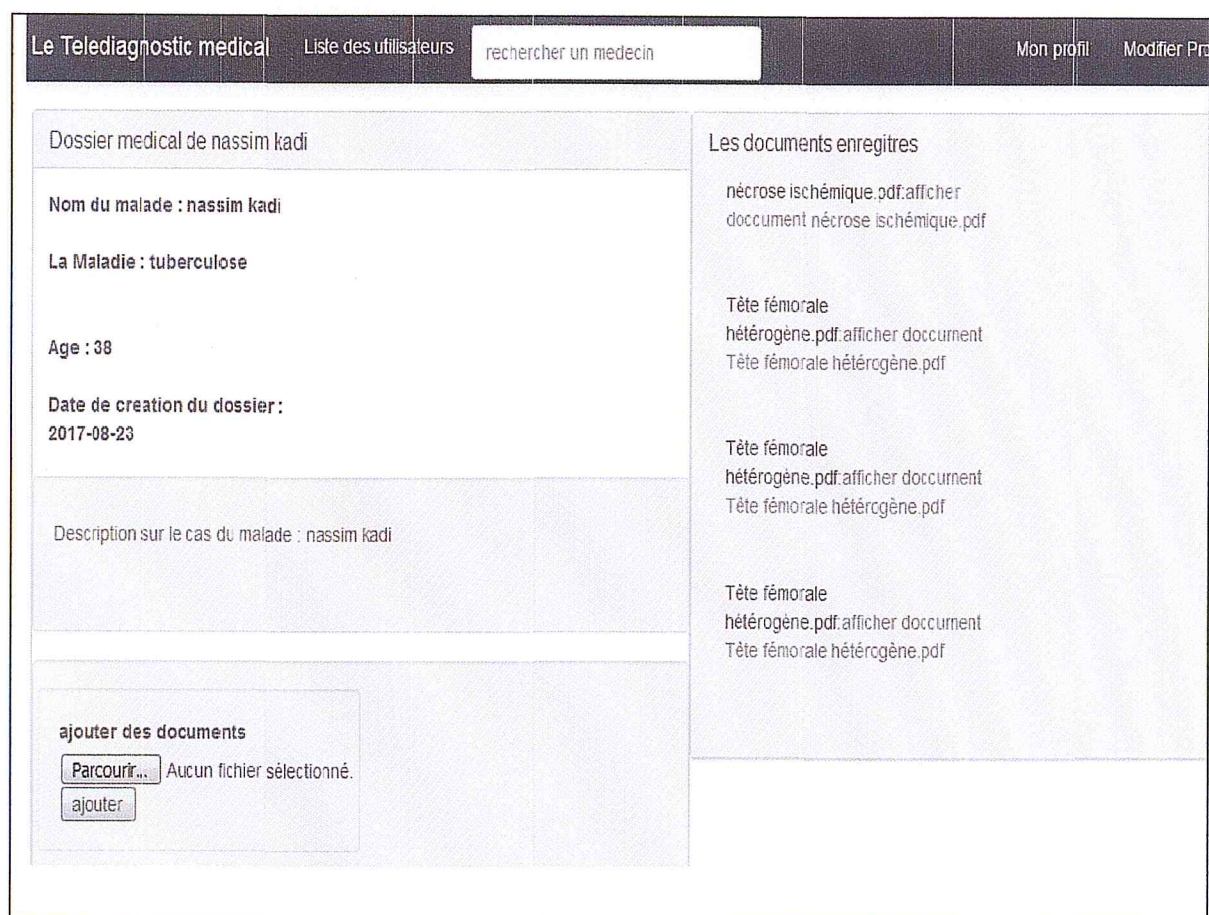 Le Telediagnostic medical Liste des utilisateurs rechercher un medecin Mon profil Modifier Pro
Dossier medical de nassim kadi
Nom du malade : nassim kadi
La Maladie : tuberculose
Age : 38
Date de creation du dossier :
2017-08-23
Description sur le cas du malade : nassim kadi
ajouter des documents
Parcourir... Aucun fichier sélectionné.
ajouter
Les documents enregitres
nécrose ischémique.pdf:afficher
doccument nécrose ischémique.pdf
Tête fémorale
hétérogène.pdf:afficher doccument
Tête fémorale hétérogène.pdf
Tête fémorale
hétérogène.pdf:afficher doccument
Tête fémorale hétérogène.pdf
Tête fémorale
hétérogène.pdf:afficher doccument
Tête fémorale hétérogène.pdf